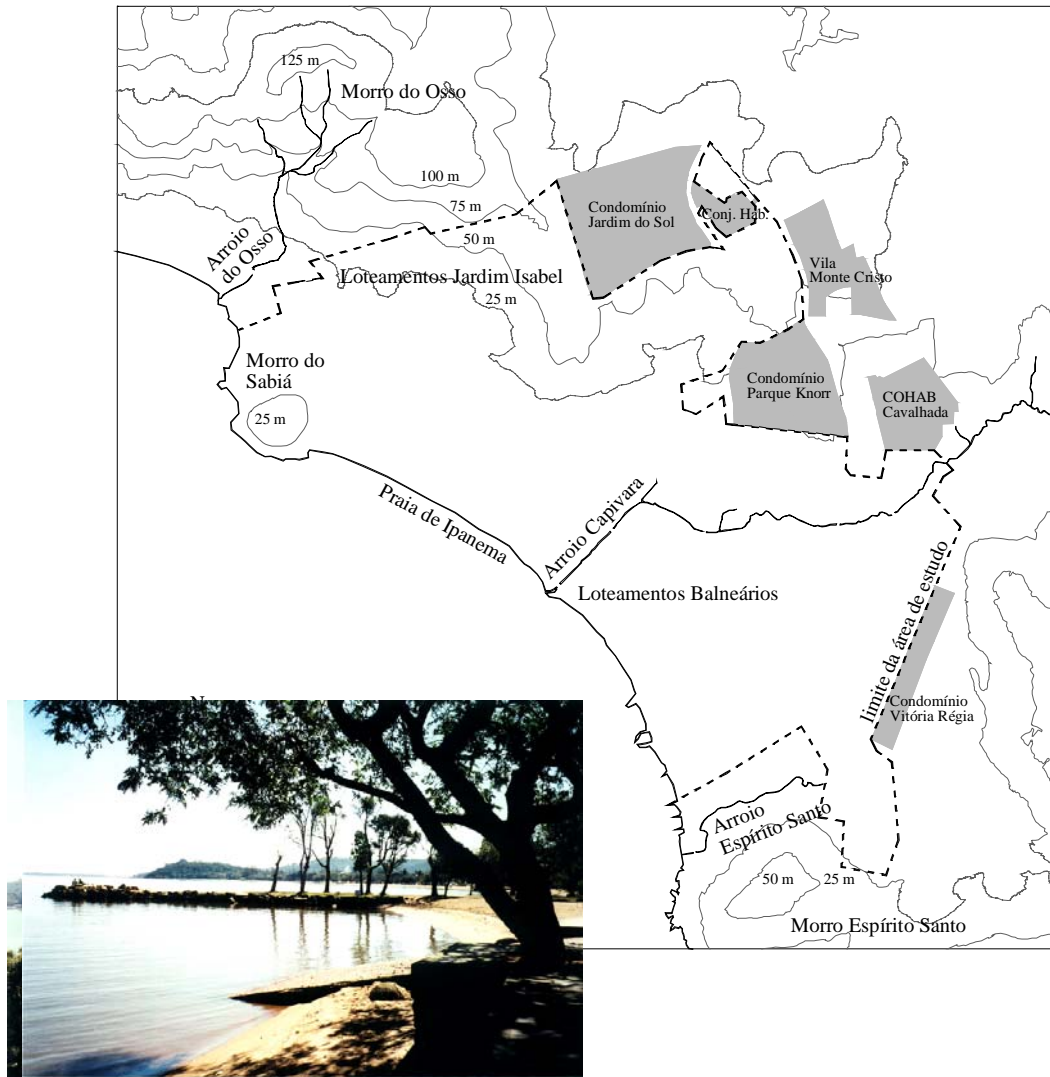 125 m
Morro do Osso
100 m
75 m
50 m
25 m
Condomínio
Jardim do Sol
Conj. Hab.
Vila
Monte Cristo
Arroio
do Osso
Loteamentos Jardim Isabel
Morro do
Sabiá
25 m
Condomínio
Parque Knorr
COHAB
Cavalhada
Praia de Ipanema
Arroio Capivara
Loteamentos Balneários
limite da área de estudo
Condomínio
Vitória Régia
Arroio
Espírito Santo
50 m
25 m
Morro Espírito Santo